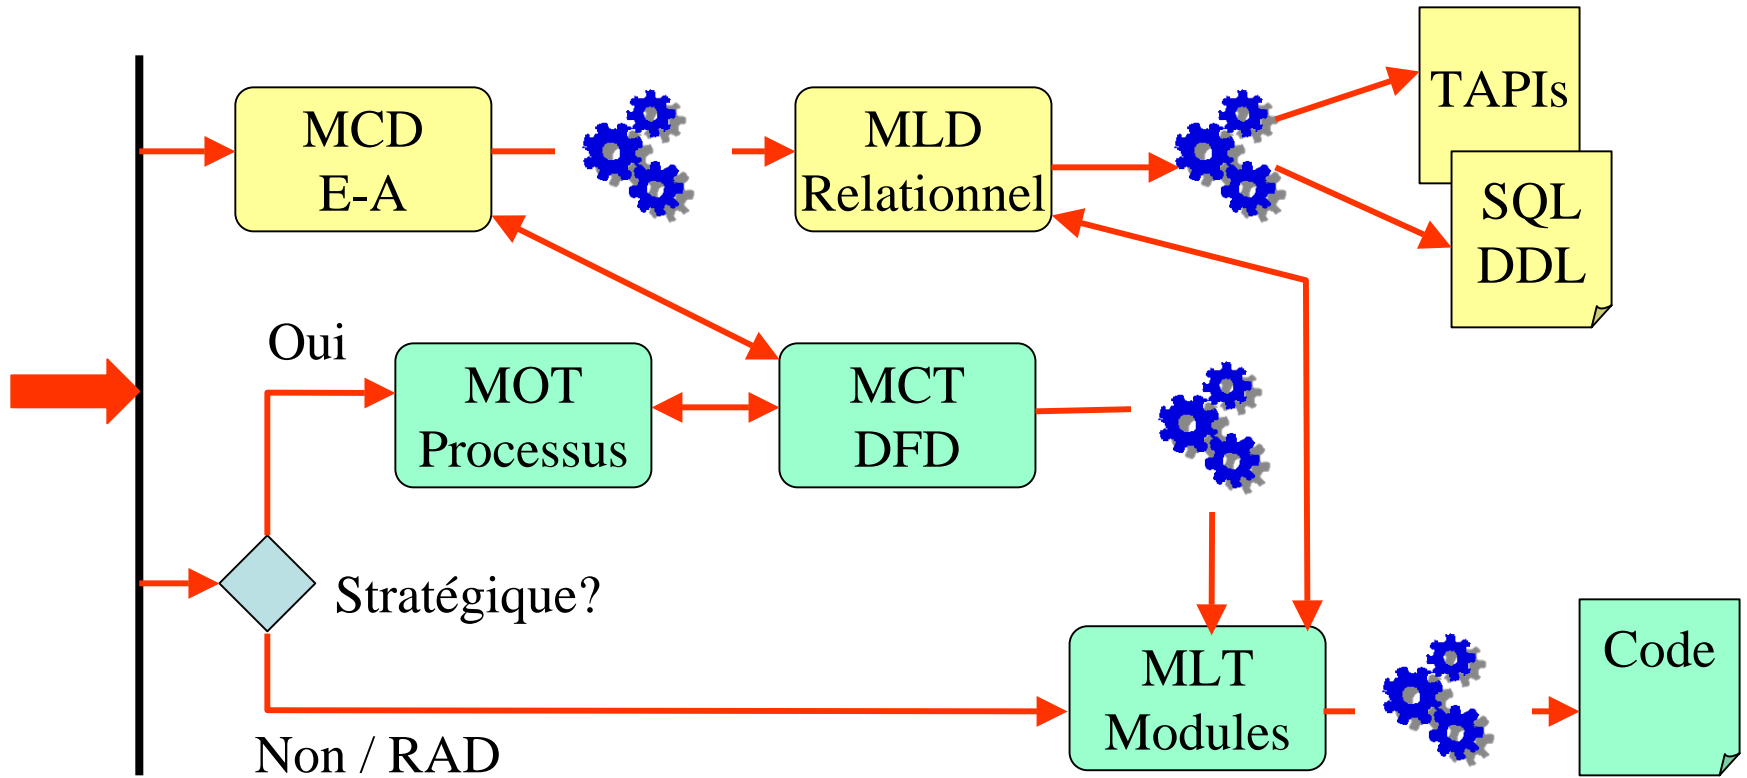 MCD
E-A
MLD
Relationnel
TAPIs
SQL
DDL
Oui
MOT
Processus
MCT
DFD
Stratégique?
MLT
Modules
Code
Non / RAD